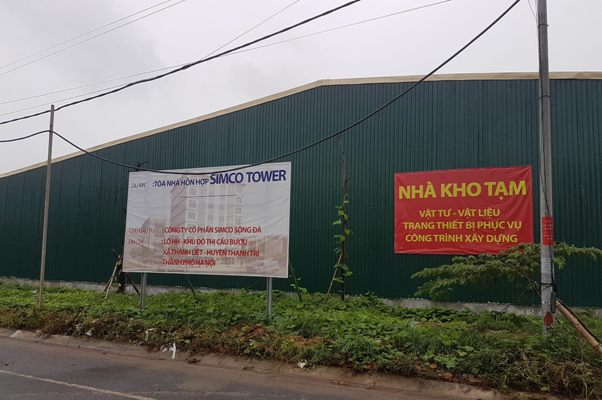 DỰ ÁN : TÒA NHÀ HỖN HỢP SIMCO TOWER
CHỦ ĐẦU TƯ : CÔNG TY CỔ PHẦN SIMCO SÔNG ĐÀ
ĐỊA CHỈ : LÔ NH - KHU ĐÔ THỊ CẦU BƯƠU
XÃ THANH LIỆT - HUYỆN THANH TRÌ
THÀNH PHỐ HÀ NỘI
NHÀ KHO TẠM
VẬT TƯ - VẬT LIỆU
TRANG THIẾT BỊ PHỤC VỤ
CÔNG TRÌNH XÂY DỰNG